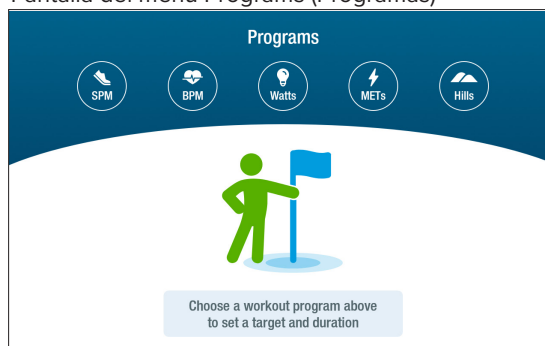 Pantalla del menú Programs (Programas)
Programs
SPM
BPM
Watts
METs
Hills
Choose a workout program above
to set a target and duration